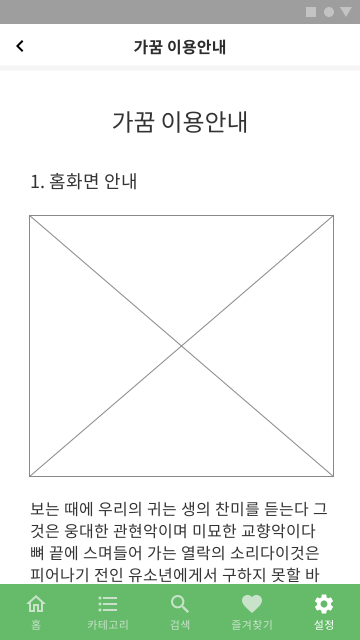 가꿈 이용안내
가꿈 이용안내
1. 홈화면 안내
보는 때에 우리의 귀는 생의 찬미를 듣는다 그
것은 웅대한 관현악이며 미묘한 교향악이다
뼈 끝에 스며들어 가는 열락의 소리다이것은
피어나기 전인 유소년에게서 구하지 못할 바
홈 카테고리 검색 즐겨찾기 설정